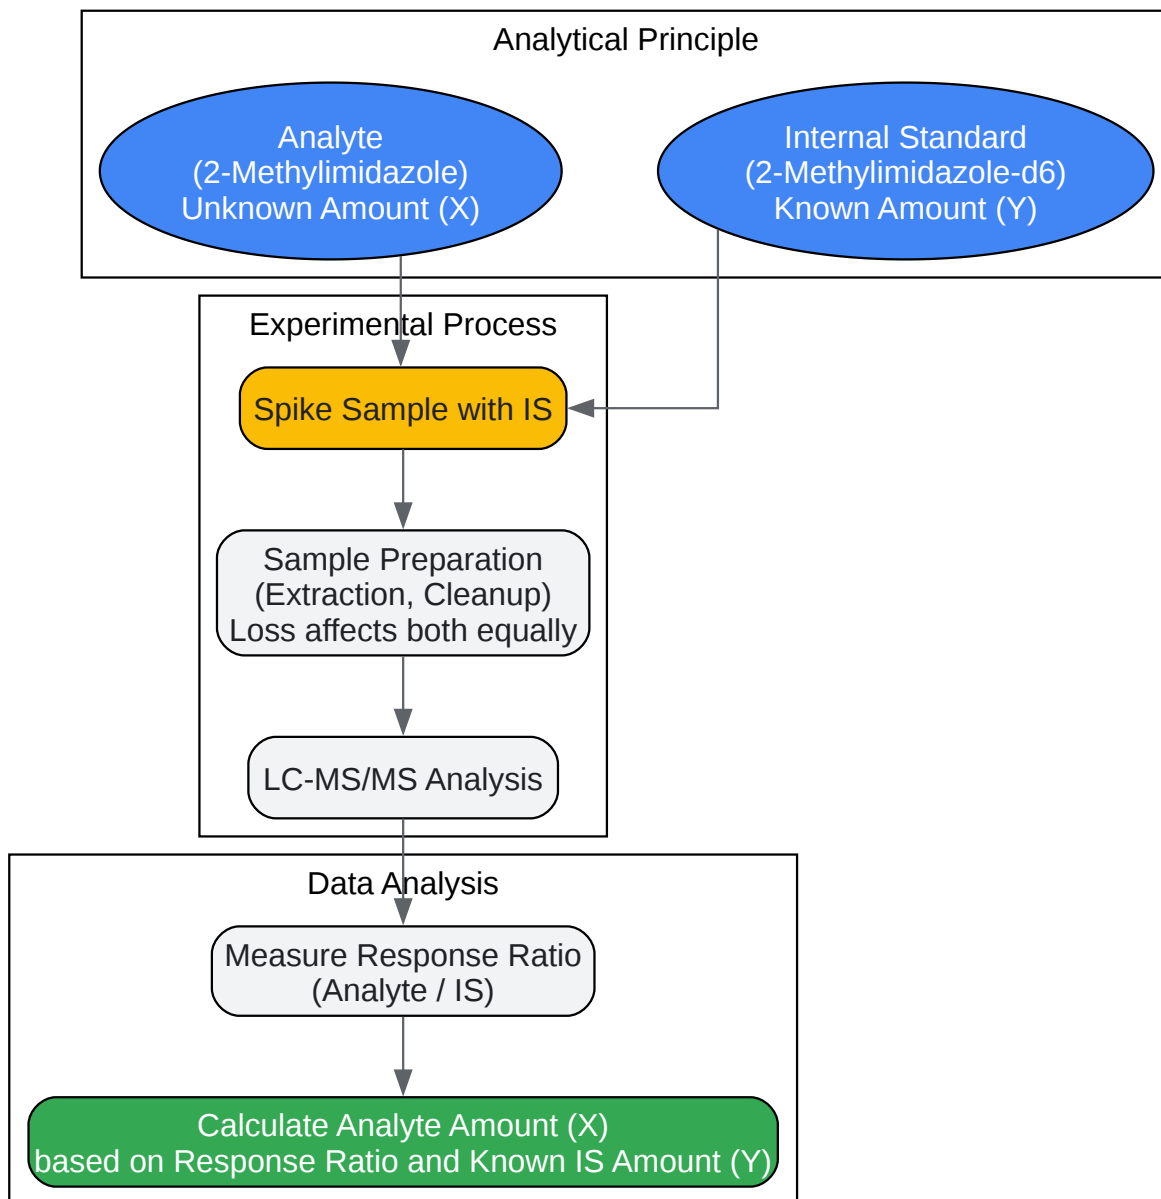 Analytical Principle
Analyte
(2-Methylimidazole)
Unknown Amount (X)
Internal Standard
(2-Methylimidazole-d6)
Known Amount (Y)
Experimental Process
Spike Sample with IS
Sample Preparation
(Extraction, Cleanup)
Loss affects both equally
LC-MS/MS Analysis
Data Analysis
Measure Response Ratio
(Analyte / IS)
Calculate Analyte Amount (X)
based on Response Ratio and Known IS Amount (Y)